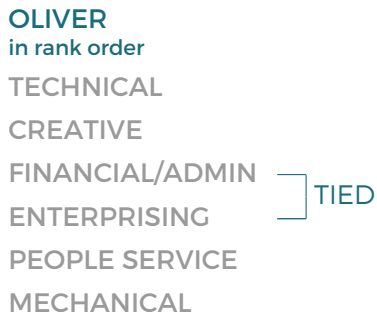 OLIVER
in rank order
TECHNICAL
CREATIVE
FINANCIAL/ADMIN
TIED
ENTERPRISING
PEOPLE SERVICE
MECHANICAL